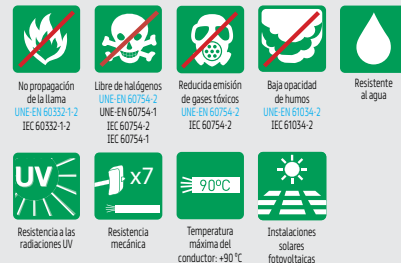 No propagación
de la llama
UNE-EN 60332-1-2
IEC 60332-1-2
Libre de halógenos
UNE-EN 60754-2
UNE-EN 60754-1
IEC 60754-2
IEC 60754-1
Reducida emisión
de gases tóxicos
UNE-EN 60754-2
IEC 60754-2
Baja opacidad
de humos
UNE-EN 61034-2
IEC 61034-2
Resistente
al agua
UV
Resistencia a las
radiaciones UV
x7
Resistencia
mecánica
90ºC
Temperatura
máxima del
conductor: +90 °C
Instalaciones
solares
fotovoltaicas